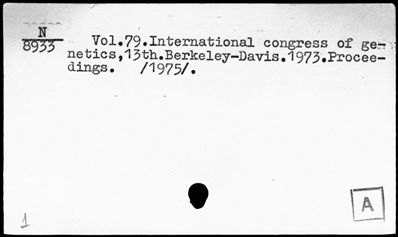 N
8933
Vol.79.International congress of ge-
netics,13th.Berkeley-Davis.1973.Procee-
dings. /1975/.
1
A